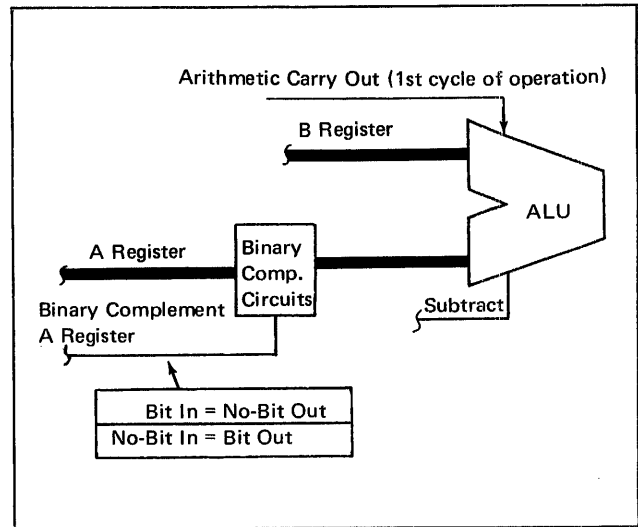 Arithmetic Carry Out (1st cycle of operation)
B Register
ALU
A Register
Binary
Comp.
Circuits
Binary Complement
A Register
Subtract
Bit In = No-Bit Out
No-Bit In = Bit Out